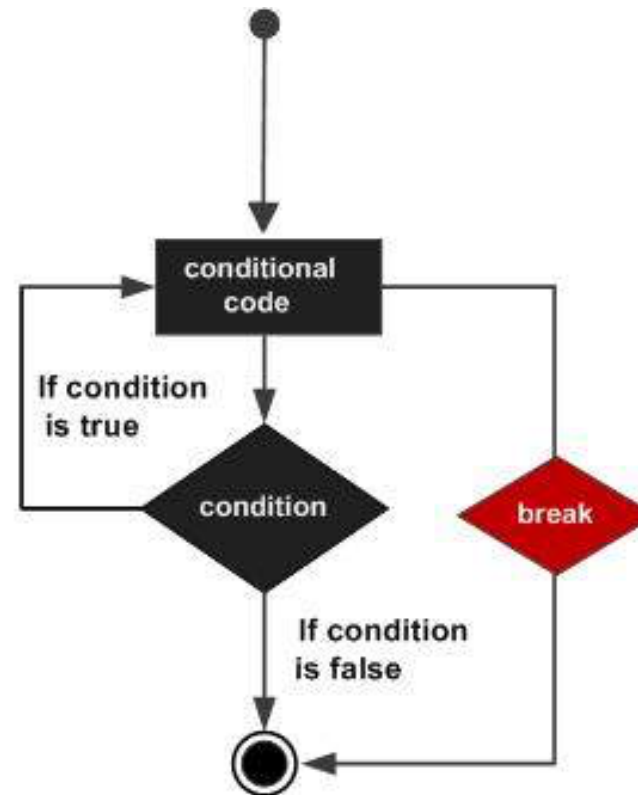 conditional
code
If condition
is true
condition
break
If condition
is false